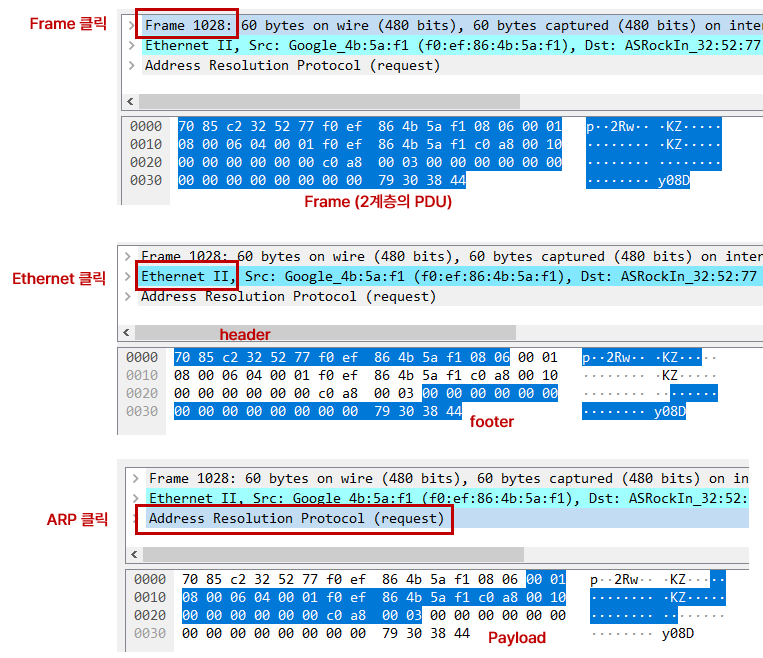 Frame 클릭
> Frame 1028: 60 bytes on wire (480 bits), 60 bytes captured (480 bits) on inter
> Ethernet II, Src: Google_4b:5a:f1 (f0:ef:86:4b:5a:f1), Dst: ASRockIn_32:52:77
> Address Resolution Protocol (request)
<
0000 70 85 c2 32 52 77 f0 ef 86 4b 5a f1 08 06 00 01 p··2Rw·· ·KZ·····
0010 08 00 06 04 00 01 f0 ef 86 4b 5a f1 c0 a8 00 10 ········ ·KZ·····
0020 00 00 00 00 00 00 c0 a8 00 03 00 00 00 00 00 00 ········ ········
0030 00 00 00 00 00 00 00 00 79 30 38 44 ········ y08D
Frame (2계층의 PDU)
Ethernet 클릭
> Frame 1028: 60 bytes on wire (480 bits), 60 bytes captured (480 bits) on inter
> Ethernet II, Src: Google_4b:5a:f1 (f0:ef:86:4b:5a:f1), Dst: ASRockIn_32:52:77
> Address Resolution Protocol (request)
<
header
0000 70 85 c2 32 52 77 f0 ef 86 4b 5a f1 08 06 00 01 p··2Rw·· ·KZ·····
0010 08 00 06 04 00 01 f0 ef 86 4b 5a f1 c0 a8 00 10 ········ ·KZ·····
0020 00 00 00 00 00 00 c0 a8 00 03 00 00 00 00 00 00 ········ ········
0030 00 00 00 00 00 00 00 00 79 30 38 44 ········ y08D
footer
ARP 클릭
> Frame 1028: 60 bytes on wire (480 bits), 60 bytes captured (480 bits) on in
> Ethernet II, Src: Google_4b:5a:f1 (f0:ef:86:4b:5a:f1), Dst: ASRockIn_32:52:
Address Resolution Protocol (request)
<
0000 70 85 c2 32 52 77 f0 ef 86 4b 5a f1 08 06 00 01 p··2Rw·· ·KZ·····
0010 08 00 06 04 00 01 f0 ef 86 4b 5a f1 c0 a8 00 10 ········ ·KZ·····
0020 00 00 00 00 00 00 c0 a8 00 03 00 00 00 00 00 00 ········ ········
0030 00 00 00 00 00 00 00 00 79 30 38 44 ········ y08D
Payload